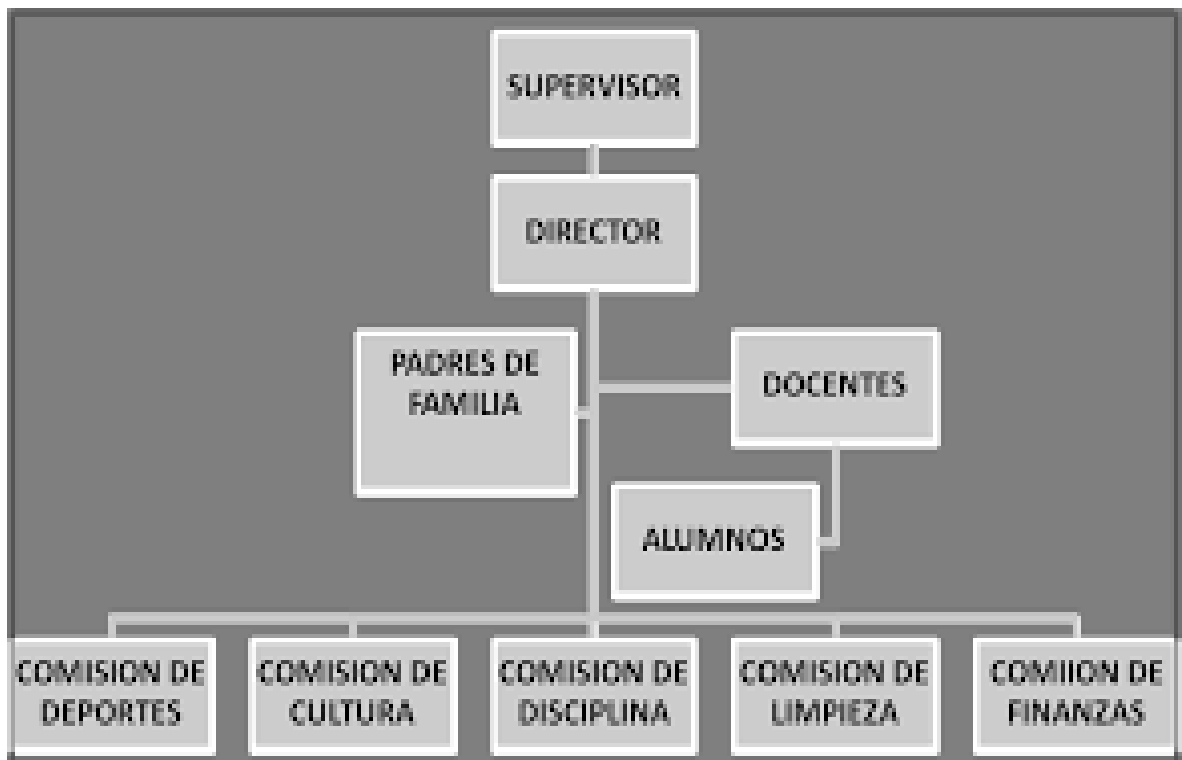 SUPERVISOR
DIRECTOR
PADRES DE
FAMILIA
DOCENTES
ALUMNOS
COMISION DE
DEPORTES
COMISION DE
CULTURA
COMISION DE
DISCIPLINA
COMISION DE
LIMPIEZA
COMIION DE
FINANZAS